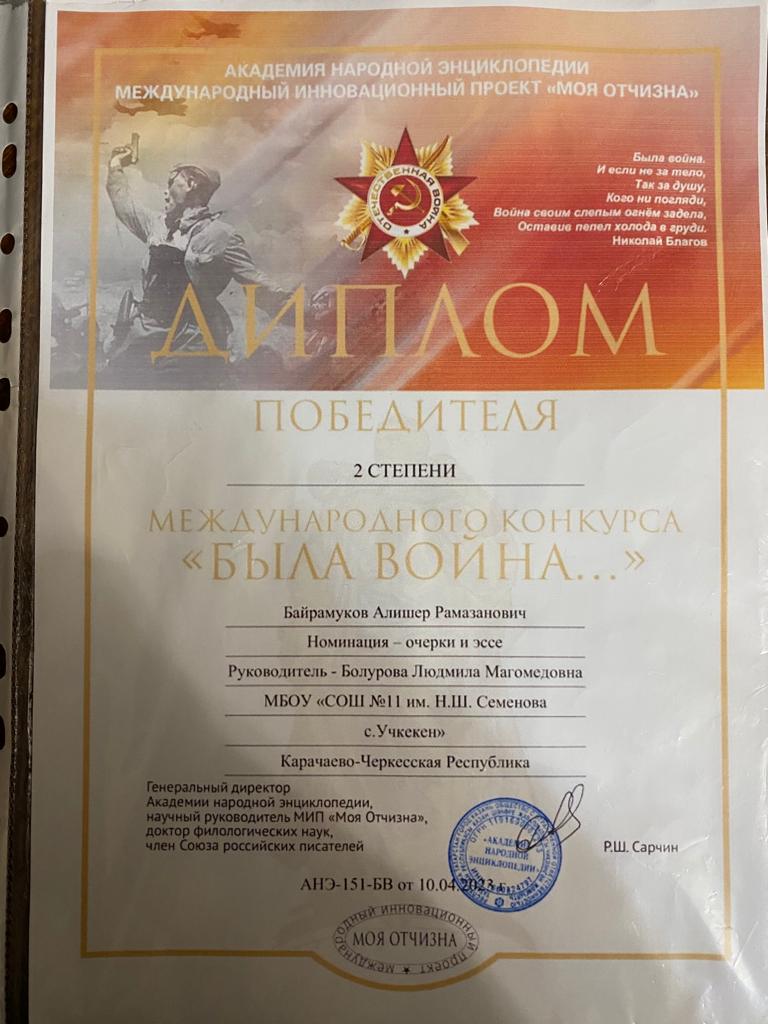 АКАДЕМИЯ НАРОДНОЙ ЭНЦИКЛОПЕДИИ
МЕЖДУНАРОДНЫЙ ИННОВАЦИОННЫЙ ПРОЕКТ «МОЯ ОТЧИЗНА»
Была война.
И если не за тело,
Так за душу,
Кого ни погляди,
Война своим слепым огнём задела,
Оставив пепел холода в груди.
Николай Благов
ОТЕЧЕСТВЕННАЯ ВОЙНА
ДИПЛОМ
ПОБЕДИТЕЛЯ
2 СТЕПЕНИ
МЕЖДУНАРОДНОГО КОНКУРСА
«БЫЛА ВОЙНА...»
Байрамуков Алишер Рамазанович
Номинация – очерки и эссе
Руководитель - Болурова Людмила Магомедовна
МБОУ «СОШ №11 им. Н.Ш. Семенова
с.Учкекен»
Карачаево-Черкесская Республика
Генеральный директор
Академии народной энциклопедии,
научный руководитель МИП «Моя Отчизна»,
доктор филологических наук,
член Союза российских писателей
Р.Ш. Сарчин
«АКАДЕМИЯ
НАРОДНОЙ
ЭНЦИКЛОПЕДИИ»
АНЭ-151-БВ от 10.04.2023 г.
международный инновационный
МОЯ ОТЧИЗНА
проект